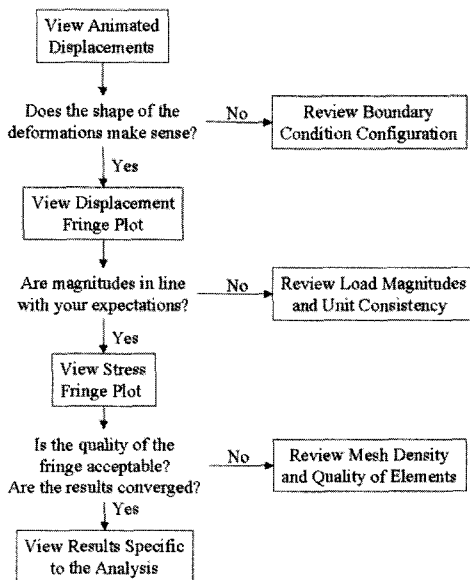 View Animated
Displacements
Does the shape of the
deformations make sense?
No
Review Boundary
Condition Configuration
Yes
View Displacement
Fringe Plot
Are magnitudes in line
with your expectations?
No
Review Load Magnitudes
and Unit Consistency
Yes
View Stress
Fringe Plot
Is the quality of the
fringe acceptable?
Are the results converged?
No
Review Mesh Density
and Quality of Elements
Yes
View Results Specific
to the Analysis